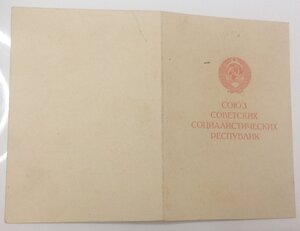 СОЮЗ
СОВЕТСКИХ
СОЦИАЛИСТИЧЕСКИХ
РЕСПУБЛИК